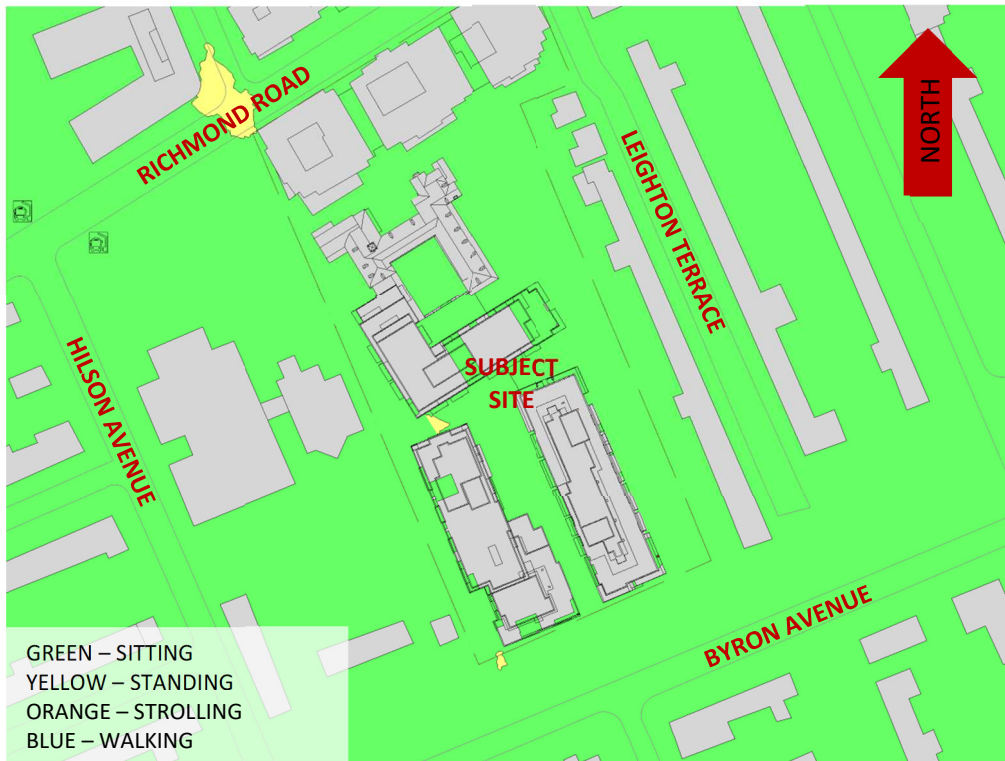 RICHMOND ROAD
NORTH
LEIGHTON TERRACE
HILSON AVENUE
SUBJECT
SITE
BYRON AVENUE
GREEN – SITTING
YELLOW – STANDING
ORANGE – STROLLING
BLUE – WALKING